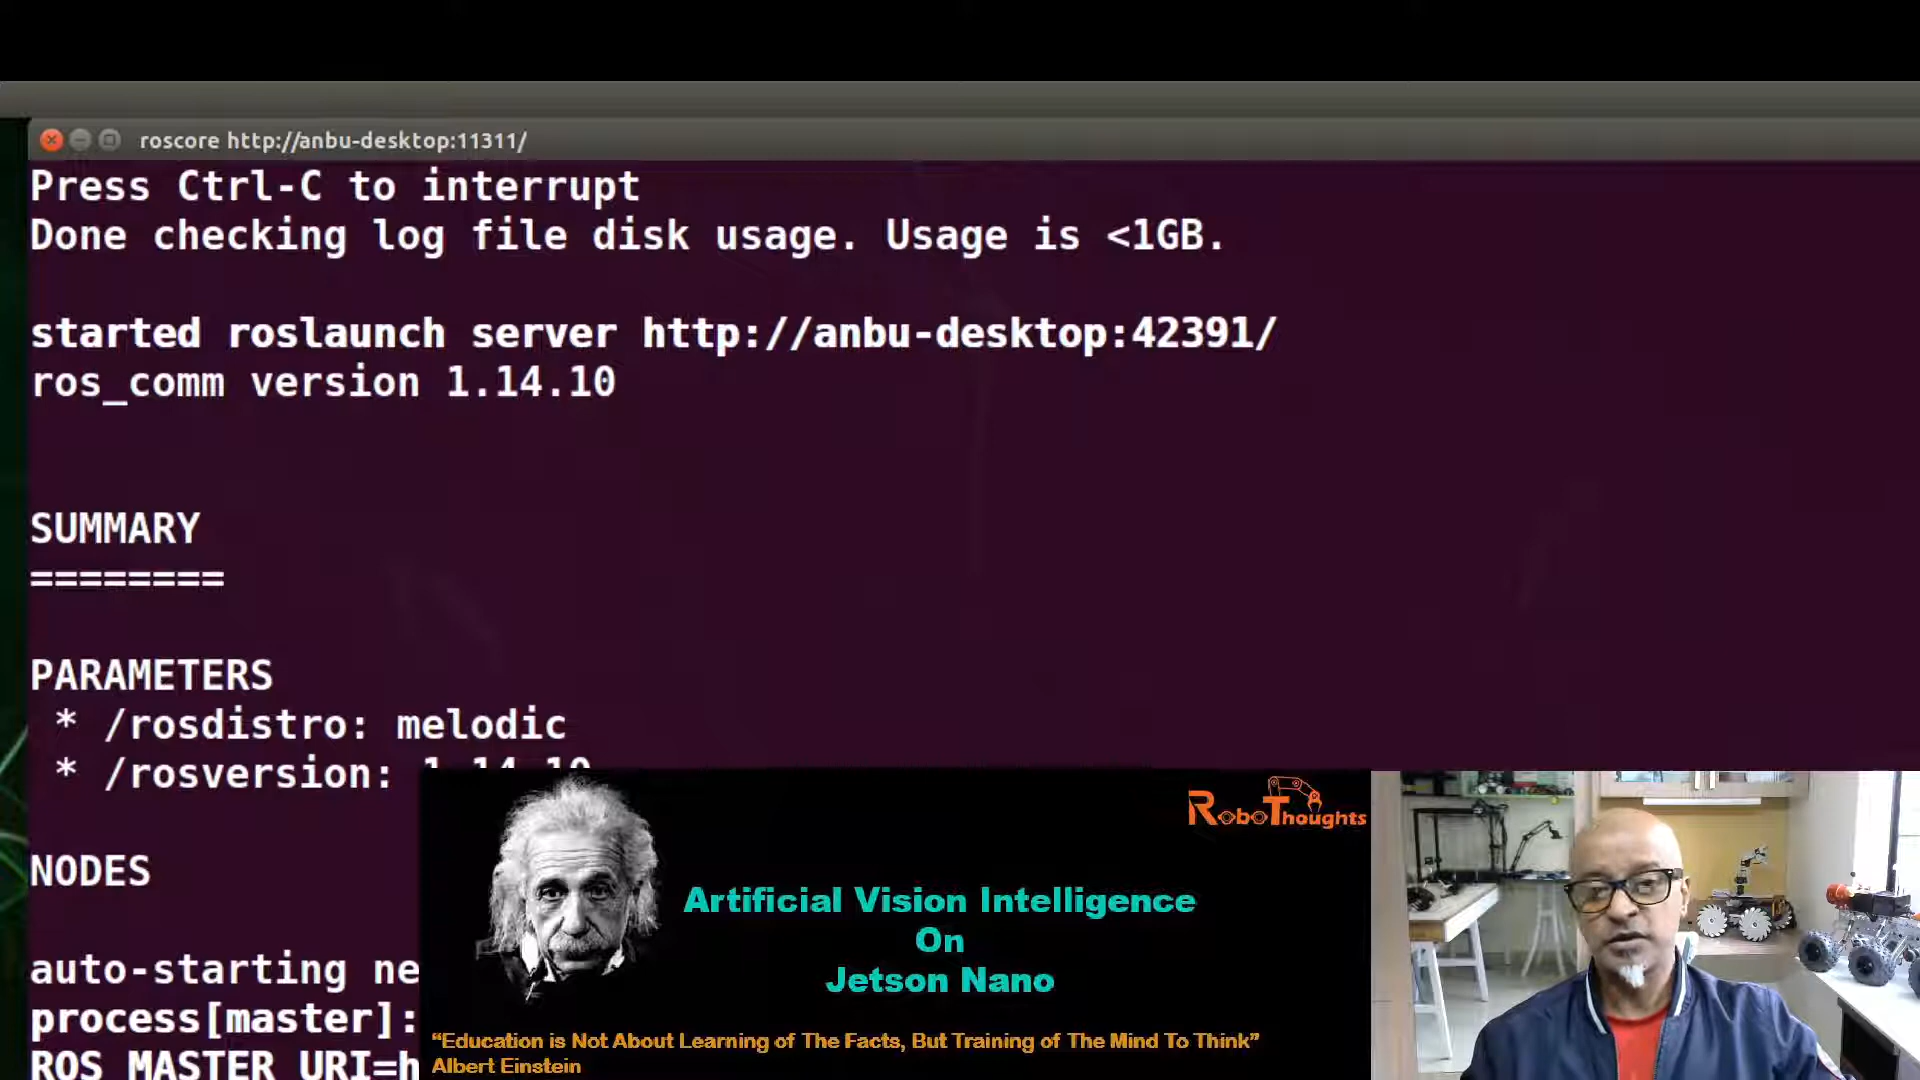 roscore http://anbu-desktop:11311/
Press Ctrl-C to interrupt
Done checking log file disk usage. Usage is <1GB.
started roslaunch server http://anbu-desktop:42391/
ros_comm version 1.14.10
SUMMARY
========
PARAMETERS
* /rosdistro: melodic
* /rosversion: 1.14.10
NODES
auto-starting ne
process[master]:
ROS_MASTER_URI=h
RoboThoughts
Artificial Vision Intelligence
On
Jetson Nano
“Education is Not About Learning of The Facts, But Training of The Mind To Think”
Albert Einstein